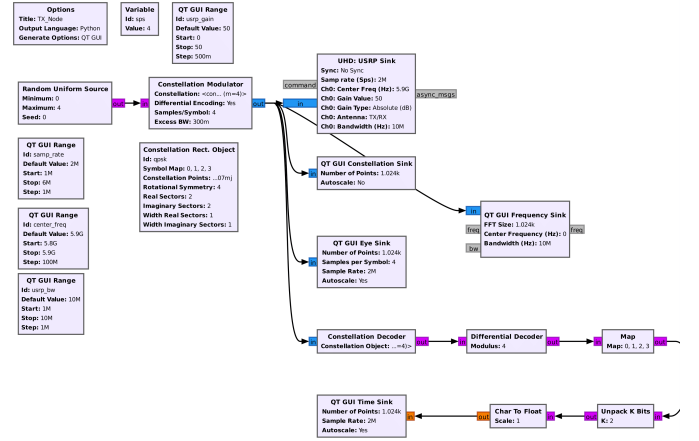 Options
Title: TX_Node
Output Language: Python
Generate Options: QT GUI
Variable
Id: sps
Value: 4
QT GUI Range
Id: usrp_gain
Default Value: 50
Start: 0
Stop: 50
Step: 500m
UHD: USRP Sink
Sync: No Sync
Samp rate (Sps): 2M
Ch0: Center Freq (Hz): 5.9G
Ch0: Gain Value: 50
Ch0: Gain Type: Absolute (dB)
Ch0: Antenna: TX/RX
Ch0: Bandwidth (Hz): 10M
command
in
async_msgs
Random Uniform Source
Minimum: 0
Maximum: 4
Seed: 0
out
in
Constellation Modulator
Constellation: <con... (m=4)>
Differential Encoding: Yes
Samples/Symbol: 4
Excess BW: 300m
out
QT GUI Range
Id: samp_rate
Default Value: 2M
Start: 1M
Stop: 6M
Step: 1M
Constellation Rect. Object
Id: qpsk
Symbol Map: 0, 1, 2, 3
Constellation Points: ...07mj
Rotational Symmetry: 4
Real Sectors: 2
Imaginary Sectors: 2
Width Real Sectors: 1
Width Imaginary Sectors: 1
in
QT GUI Constellation Sink
Number of Points: 1.024k
Autoscale: No
in
freq
bw
QT GUI Frequency Sink
FFT Size: 1.024k
Center Frequency (Hz): 0
Bandwidth (Hz): 10M
freq
QT GUI Range
Id: center_freq
Default Value: 5.9G
Start: 5.8G
Stop: 5.9G
Step: 100M
in
QT GUI Eye Sink
Number of Points: 1.024k
Samples per Symbol: 4
Sample Rate: 2M
Autoscale: Yes
QT GUI Range
Id: usrp_bw
Default Value: 10M
Start: 1M
Stop: 10M
Step: 1M
in
Constellation Decoder
Constellation Object: ...=4)>
out
in
Differential Decoder
Modulus: 4
out
in
Map
Map: 0, 1, 2, 3
out
QT GUI Time Sink
Number of Points: 1.024k
Sample Rate: 2M
Autoscale: Yes
in
out
Char To Float
Scale: 1
in
out
Unpack K Bits
K: 2